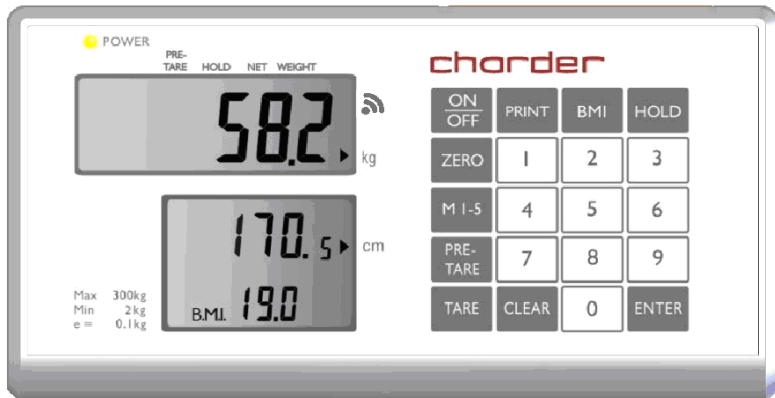 POWER
PRE-
TARE HOLD NET WEIGHT
58.2 kg
170.5 cm
B.M.I. 19.0
Max 300kg
Min 2kg
e = 0.1kg
charder
ON
OFF
PRINT BMI HOLD
ZERO 1 2 3
M 1-5 4 5 6
PRE-
TARE
7 8 9
TARE CLEAR 0 ENTER